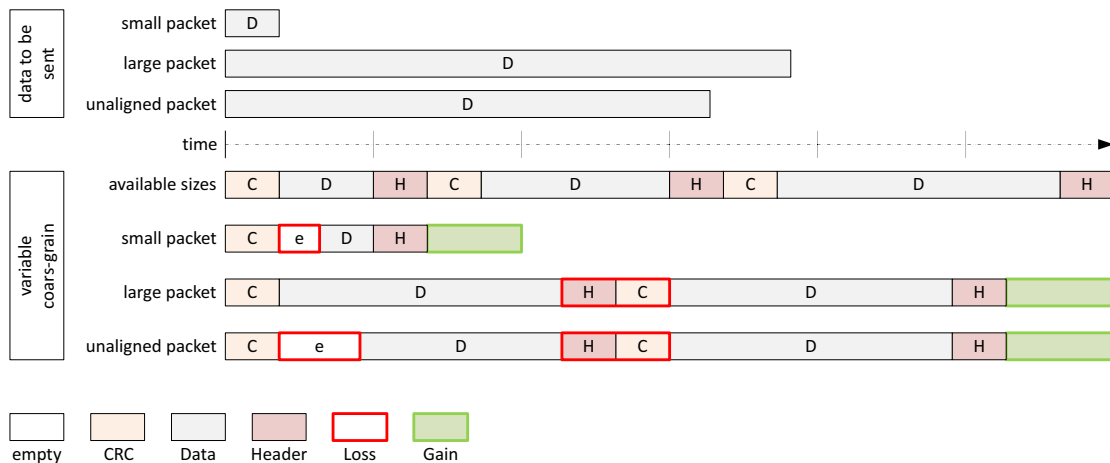 data to be
sent
small packet
D
large packet
D
unaligned packet
D
time
variable
coars-grain
available sizes
C D H C D H C D H
small packet
C e D H
large packet
C D H C D H
unaligned packet
C e D H C D H
empty CRC Data Header Loss Gain